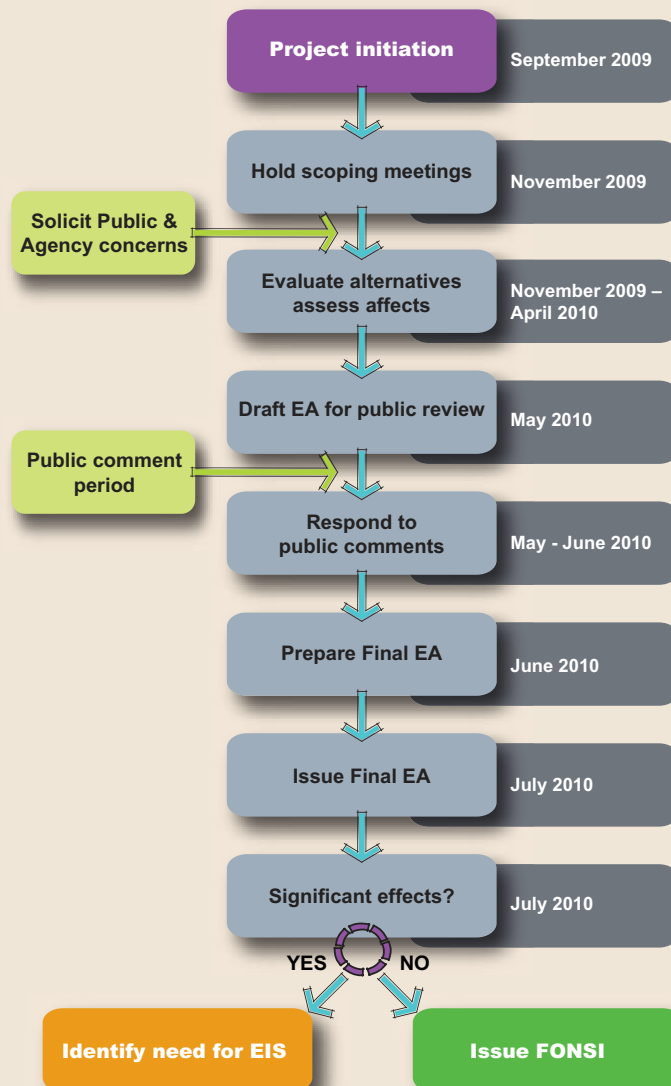 Project initiation
September 2009
Hold scoping meetings
November 2009
Solicit Public &
Agency concerns
Evaluate alternatives
assess affects
November 2009 –
April 2010
Draft EA for public review
May 2010
Public comment
period
Respond to
public comments
May - June 2010
Prepare Final EA
June 2010
Issue Final EA
July 2010
Significant effects?
July 2010
YES
NO
Identify need for EIS
Issue FONSI